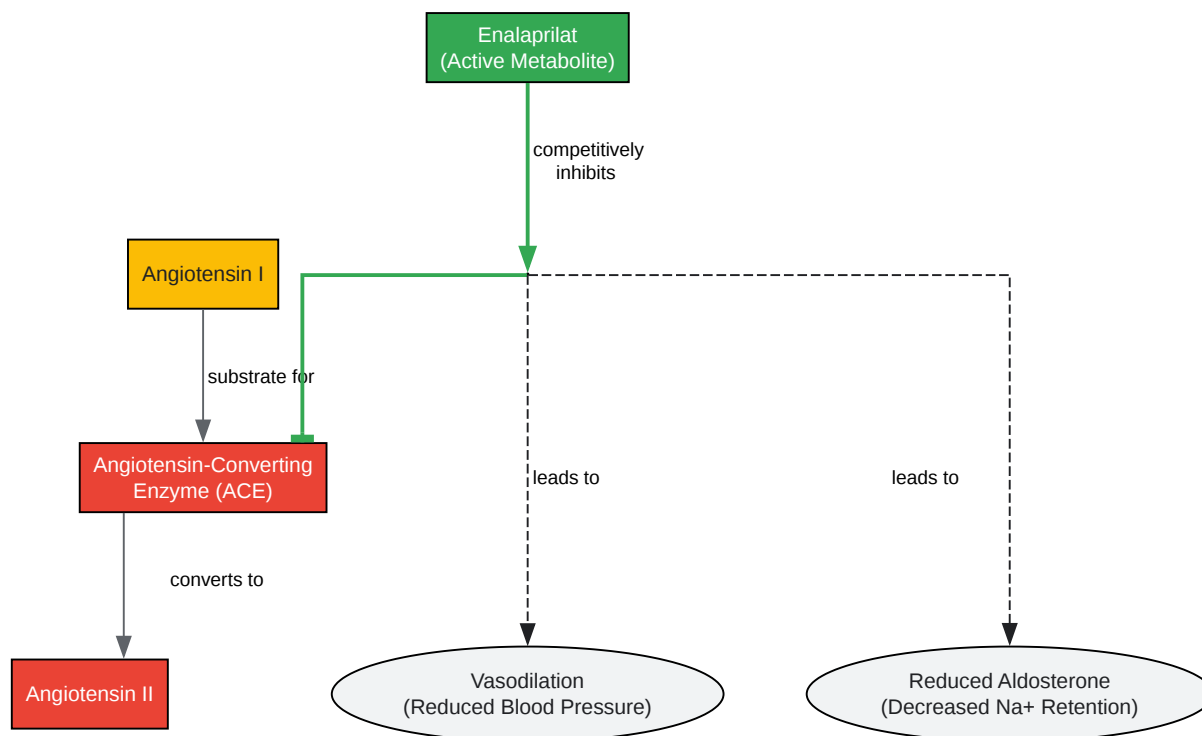 Enalaprilat
(Active Metabolite)
competitively
inhibits
Angiotensin I
substrate for
Angiotensin-Converting
Enzyme (ACE)
leads to
leads to
converts to
Angiotensin II
Vasodilation
(Reduced Blood Pressure)
Reduced Aldosterone
(Decreased Na+ Retention)